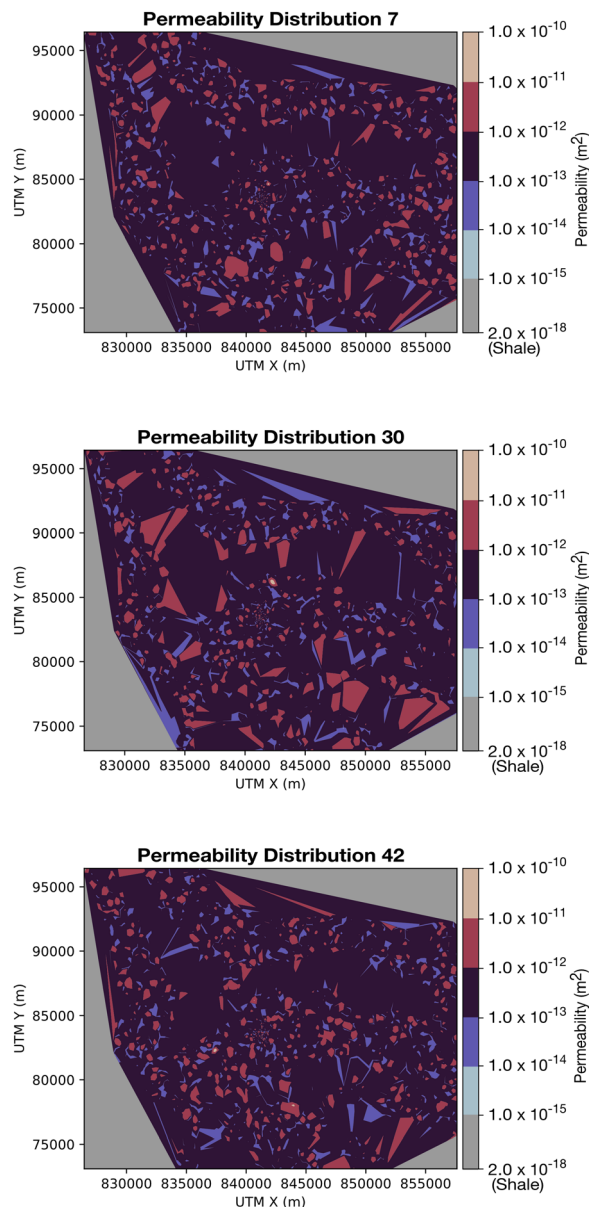 Permeability Distribution 7
1.0 x 10⁻¹⁰
95000
1.0 x 10⁻¹¹
90000
1.0 x 10⁻¹²
85000
UTM Y (m)
1.0 x 10⁻¹³
Permeability (m²)
80000
1.0 x 10⁻¹⁴
1.0 x 10⁻¹⁵
75000
2.0 x 10⁻¹⁸
(Shale)
830000 835000 840000 845000 850000 855000
UTM X (m)
Permeability Distribution 30
1.0 x 10⁻¹⁰
95000
1.0 x 10⁻¹¹
90000
1.0 x 10⁻¹²
85000
UTM Y (m)
1.0 x 10⁻¹³
Permeability (m²)
80000
1.0 x 10⁻¹⁴
1.0 x 10⁻¹⁵
75000
2.0 x 10⁻¹⁸
(Shale)
830000 835000 840000 845000 850000 855000
UTM X (m)
Permeability Distribution 42
1.0 x 10⁻¹⁰
95000
1.0 x 10⁻¹¹
90000
1.0 x 10⁻¹²
85000
UTM Y (m)
1.0 x 10⁻¹³
Permeability (m²)
80000
1.0 x 10⁻¹⁴
1.0 x 10⁻¹⁵
75000
2.0 x 10⁻¹⁸
(Shale)
830000 835000 840000 845000 850000 855000
UTM X (m)